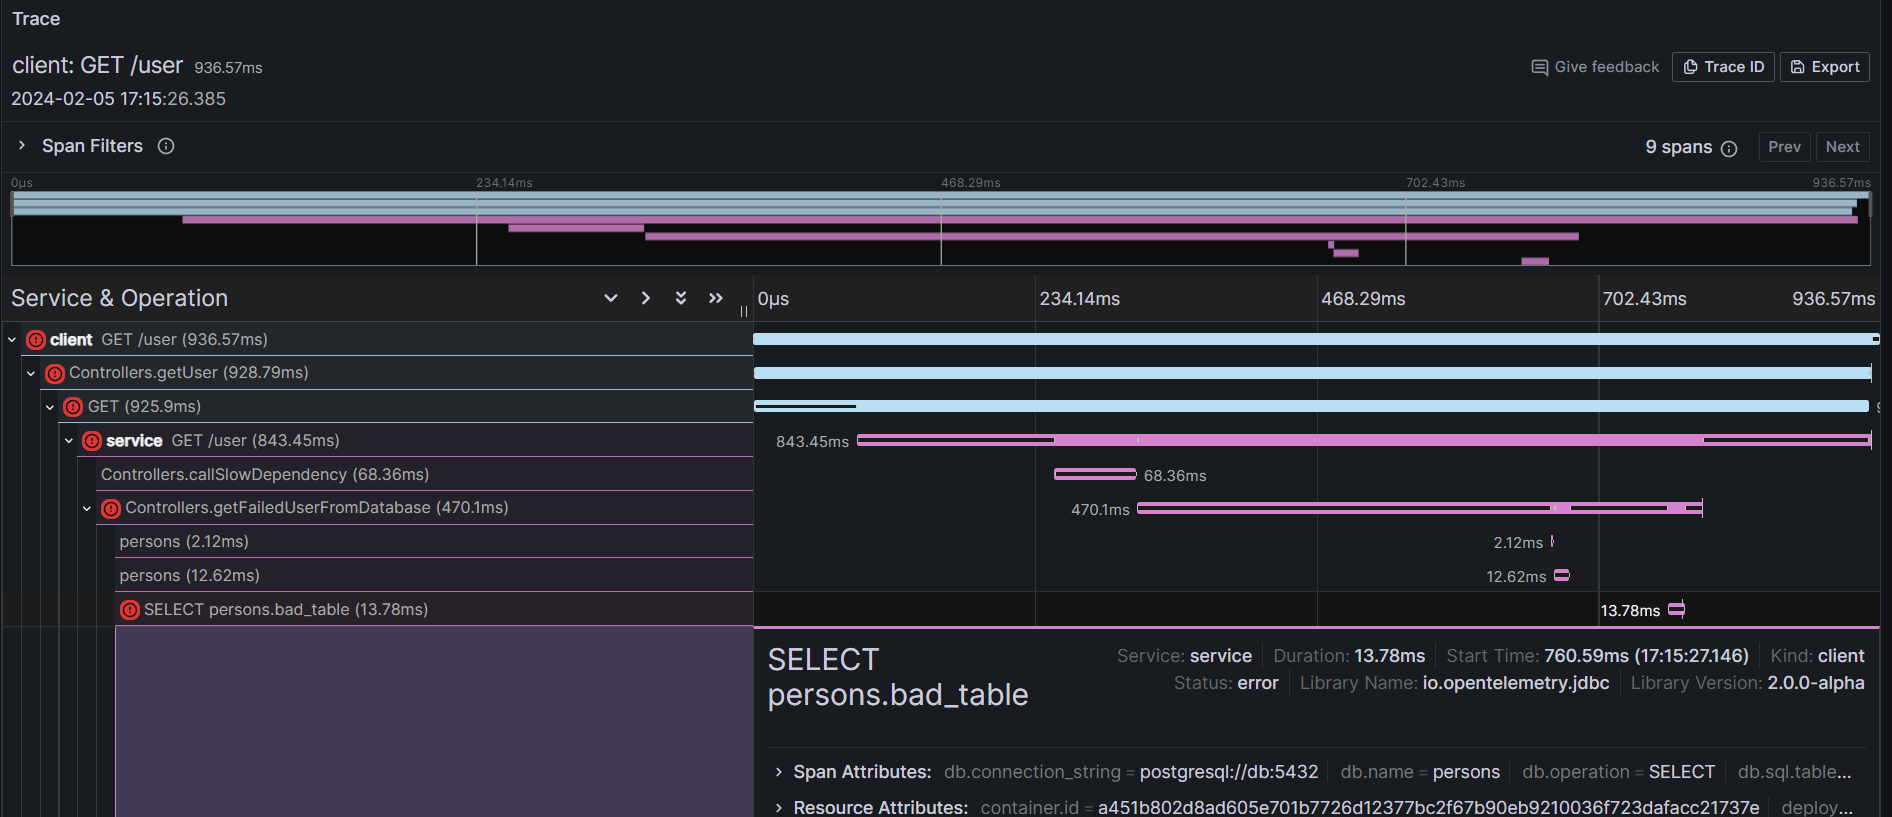 Trace
client: GET /user 936.57ms
Give feedback Trace ID Export
2024-02-05 17:15:26.385
Span Filters 9 spans Prev Next
0μs 234.14ms 468.29ms 702.43ms 936.57ms
Service & Operation 0μs 234.14ms 468.29ms 702.43ms 936.57ms
client GET /user (936.57ms)
Controllers.getUser (928.79ms)
GET (925.9ms)
service GET /user (843.45ms) 843.45ms
Controllers.callSlowDependency (68.36ms) 68.36ms
Controllers.getFailedUserFromDatabase (470.1ms) 470.1ms
persons (2.12ms) 2.12ms
persons (12.62ms) 12.62ms
SELECT persons.bad_table (13.78ms) 13.78ms
SELECT
persons.bad_table
Service: service Duration: 13.78ms Start Time: 760.59ms (17:15:27.146) Kind: client
Status: error Library Name: io.opentelemetry.jdbc Library Version: 2.0.0-alpha
Span Attributes: db.connection_string = postgresql://db:5432 db.name = persons db.operation = SELECT db.sql.table...
Resource Attributes: container.id = a451b802d8ad605e701b7726d12377bc2f67b90eb9210036f723dafacc21737e deploy...